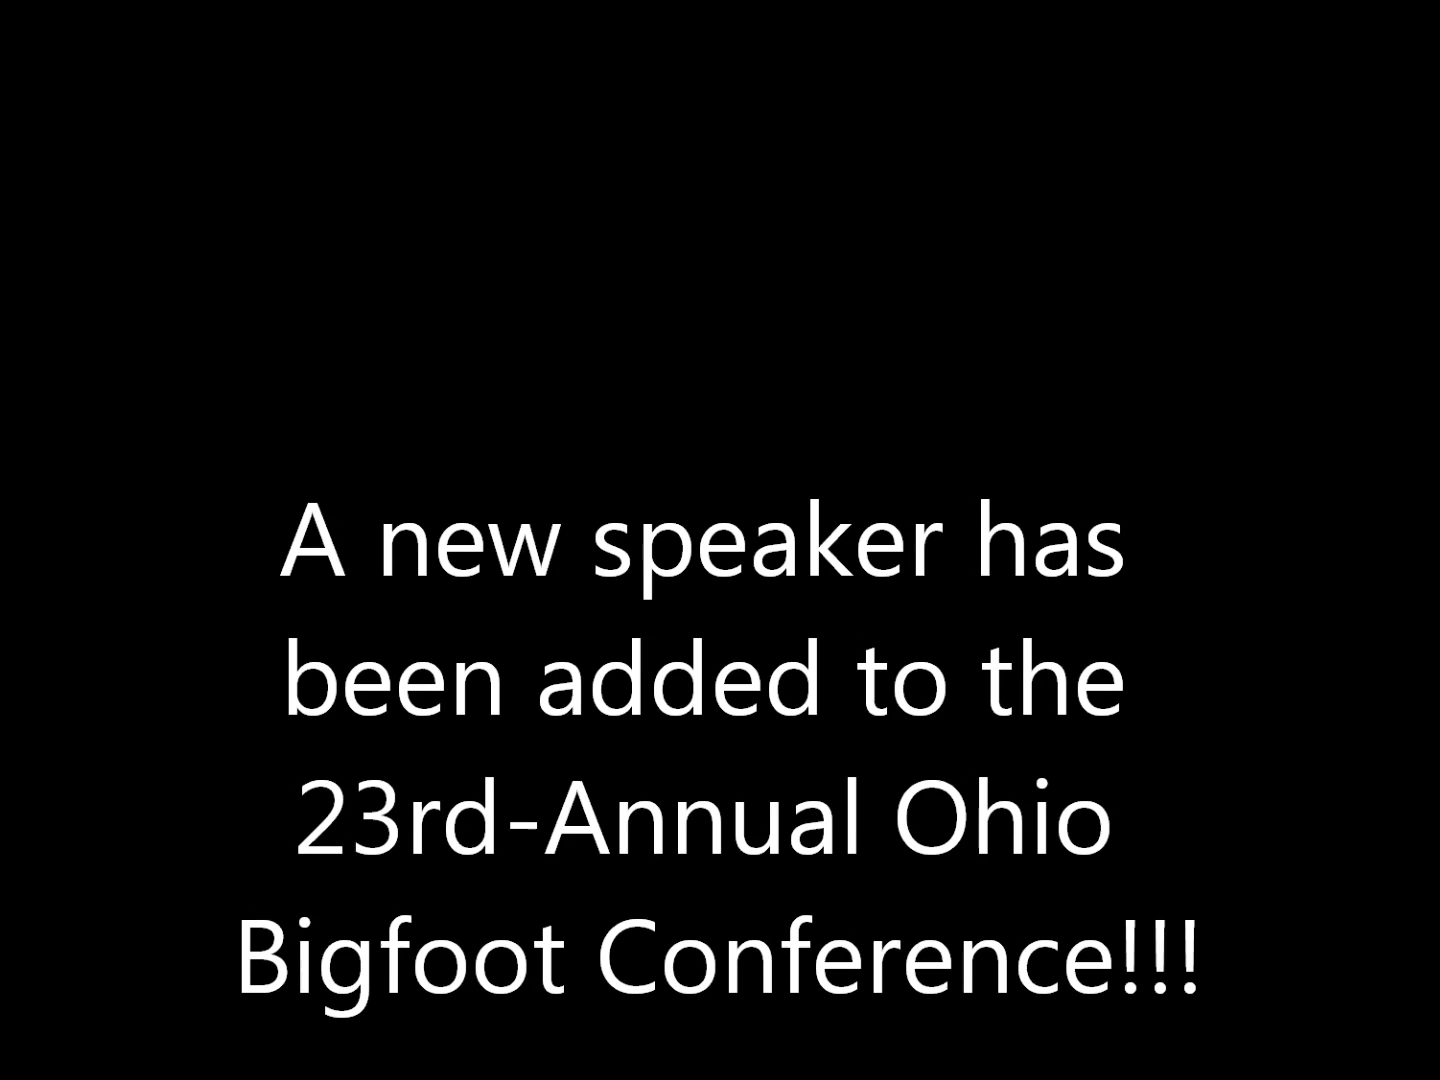 A new speaker has
been added to the
23rd-Annual Ohio
Bigfoot Conference!!!